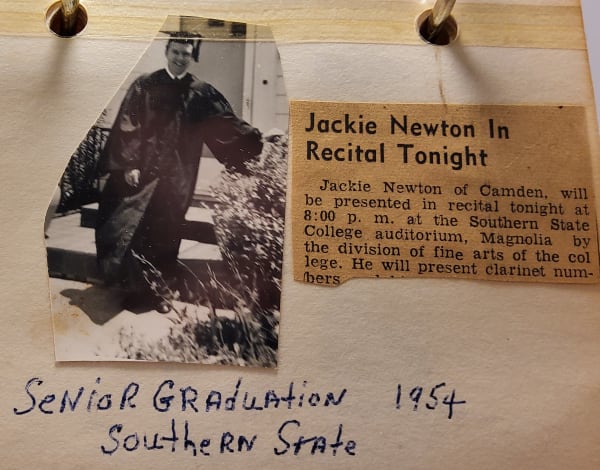 Jackie Newton In
Recital Tonight
Jackie Newton of Camden, will
be presented in recital tonight at
8:00 p. m. at the Southern State
College auditorium, Magnolia by
the division of fine arts of the col
lege. He will present clarinet num-
bers
SENIOR GRADUATION 1954
Southern State